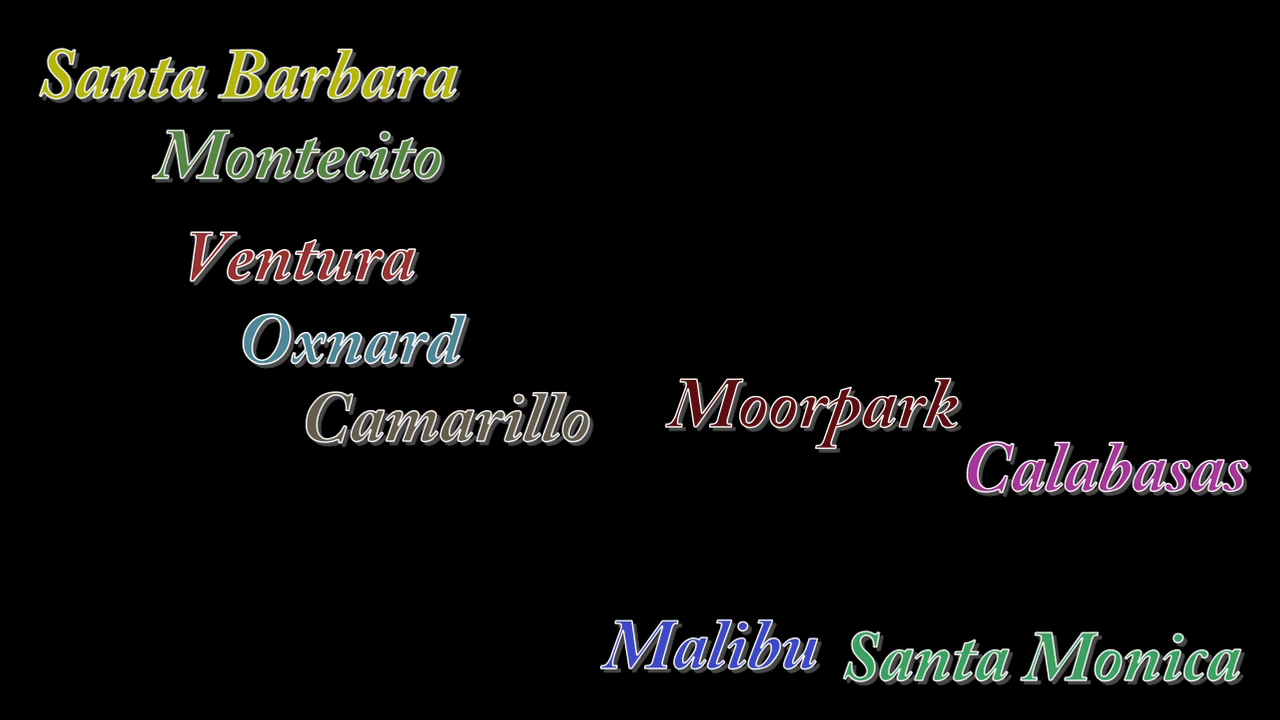 Santa Barbara
Montecito
Ventura
Oxnard
Camarillo
Moorpark
Calabasas
Malibu
Santa Monica